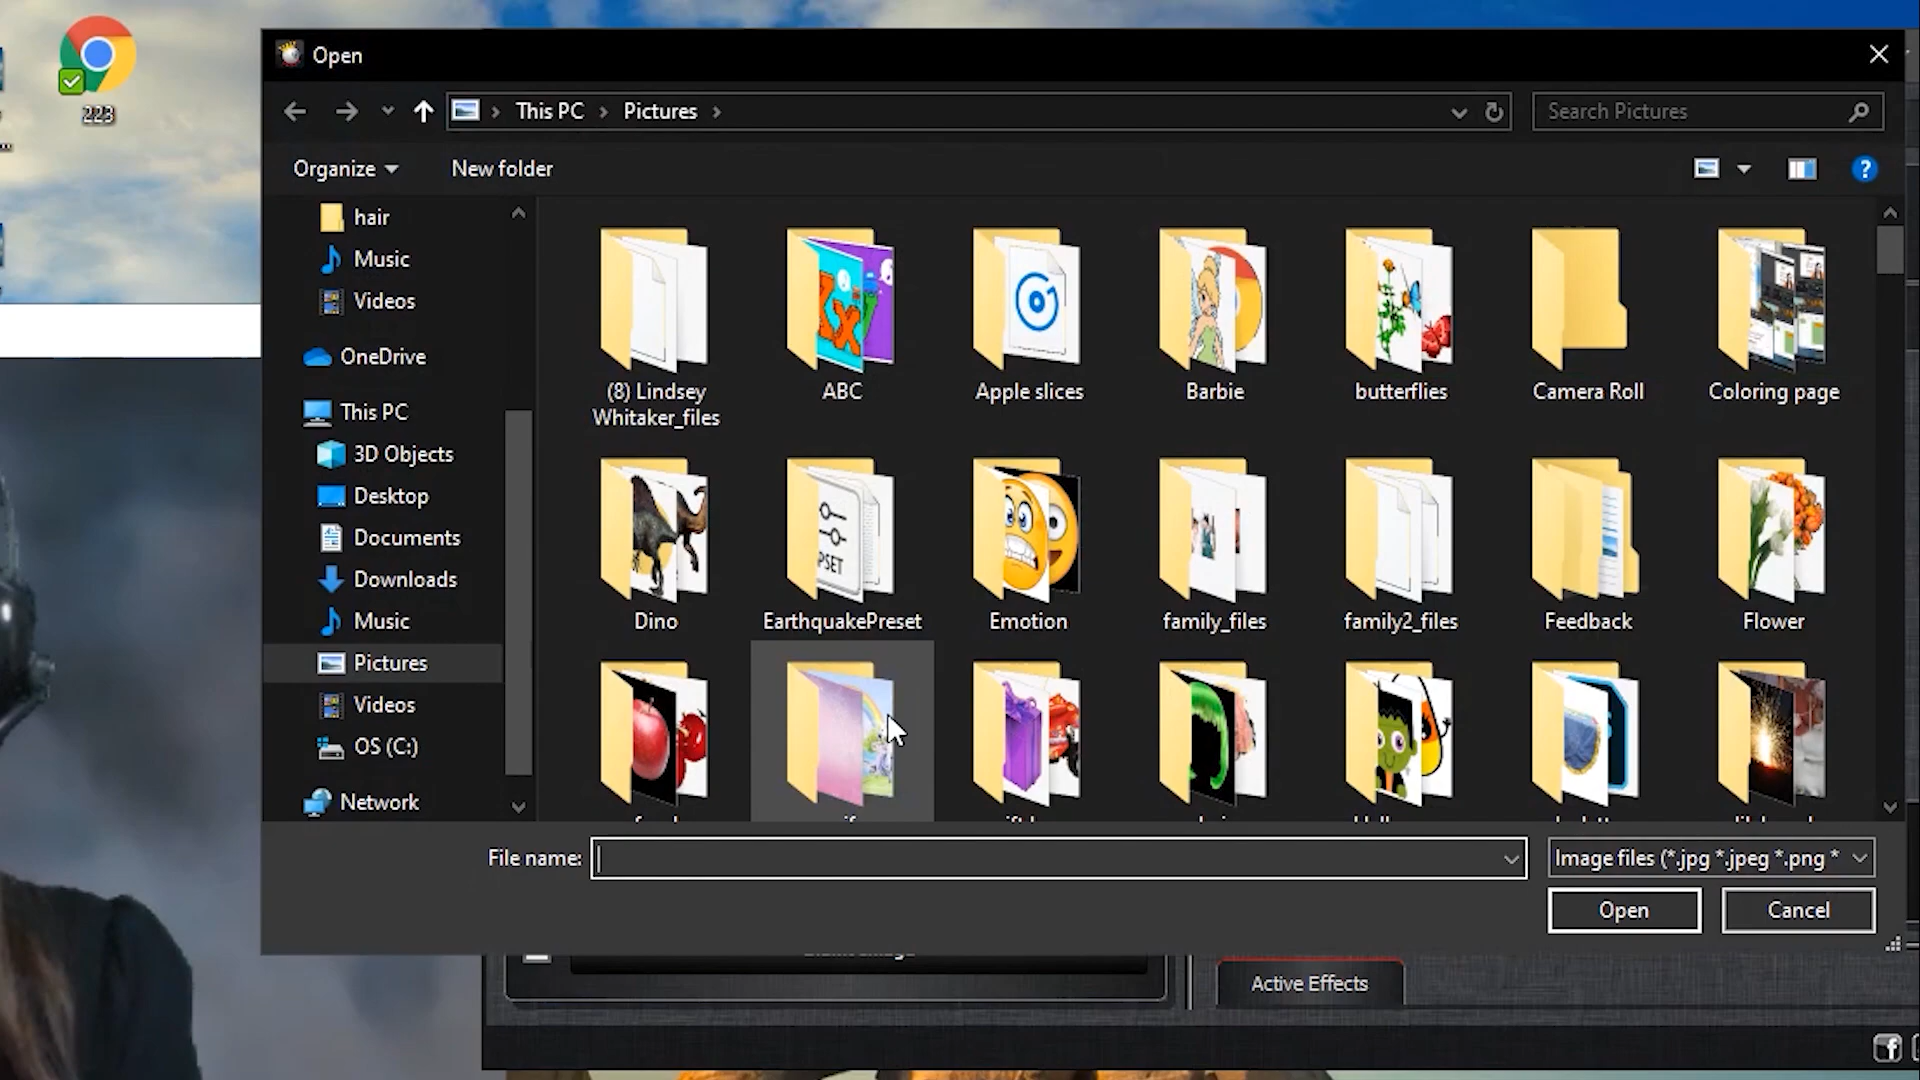 Open
223
This PC
Pictures
Search Pictures
Organize
New folder
hair
Music
Videos
OneDrive
This PC
3D Objects
Desktop
Documents
Downloads
Music
Pictures
Videos
OS (C:)
Network
(8) Lindsey
Whitaker_files
ABC
Apple slices
Barbie
butterflies
Camera Roll
Coloring page
Dino
EarthquakePreset
PSET
Emotion
family_files
family2_files
Feedback
Flower
File name:
Image files (*.jpg *.jpeg *.png *
Open
Cancel
Active Effects